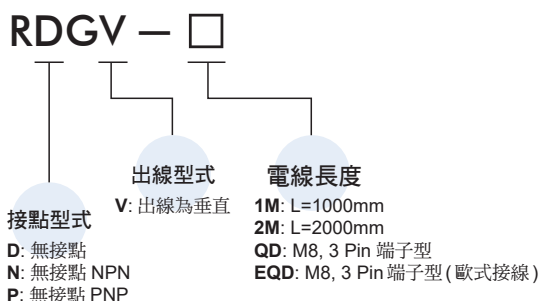 RDGV — □
接點型式
D: 無接點
N: 無接點 NPN
P: 無接點 PNP
出線型式
V: 出線為垂直
電線長度
1M: L=1000mm
2M: L=2000mm
QD: M8, 3 Pin 端子型
EQD: M8, 3 Pin 端子型 ( 歐式接線 )